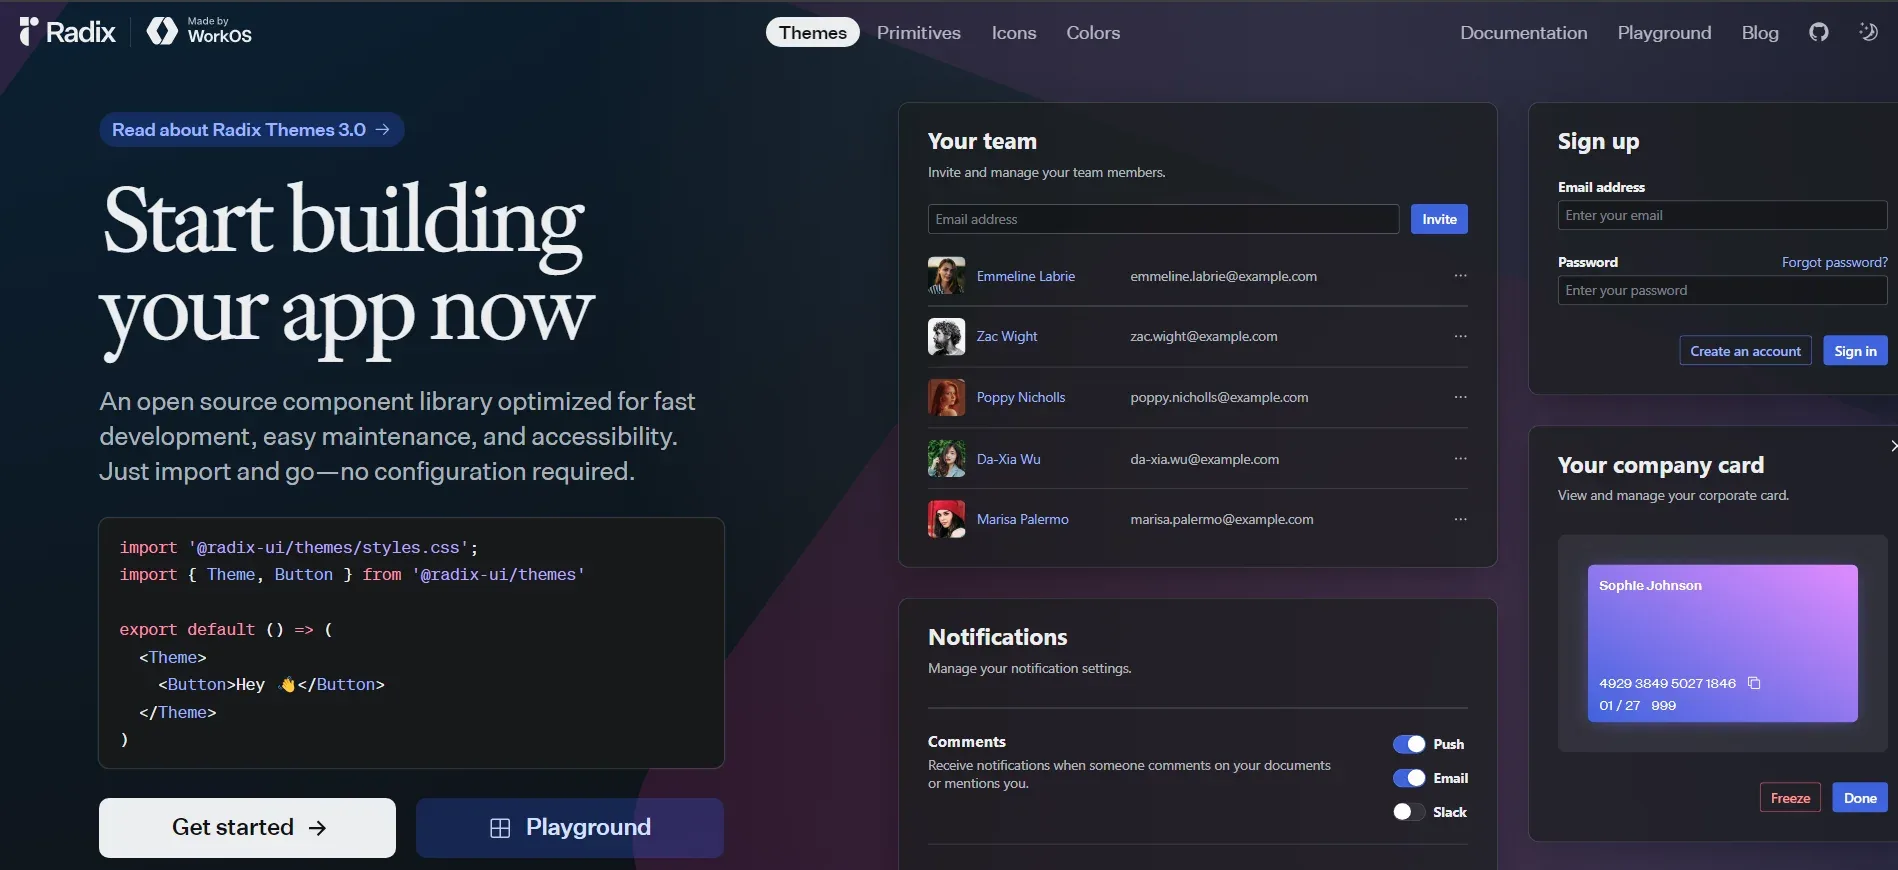 Radix
Made by
WorkOS
Themes
Primitives
Icons
Colors
Documentation
Playground
Blog
Read about Radix Themes 3.0 →
Start building
your app now
An open source component library optimized for fast
development, easy maintenance, and accessibility.
Just import and go—no configuration required.
import '@radix-ui/themes/styles.css';
import { Theme, Button } from '@radix-ui/themes'
export default () => (
<Theme>
<Button>Hey 👋</Button>
</Theme>
)
Get started →
Playground
Your team
Invite and manage your team members.
Email address
Invite
Emmeline Labrie emmeline.labrie@example.com ···
Zac Wight zac.wight@example.com ···
Poppy Nicholls poppy.nicholls@example.com ···
Da-Xia Wu da-xia.wu@example.com ···
Marisa Palermo marisa.palermo@example.com ···
Notifications
Manage your notification settings.
Comments
Receive notifications when someone comments on your documents
or mentions you.
Push
Email
Slack
Sign up
Email address
Enter your email
Password Forgot password?
Enter your password
Create an account
Sign in
Your company card
View and manage your corporate card.
Sophie Johnson
4929 3849 5027 1846
01 / 27 999
Freeze
Done